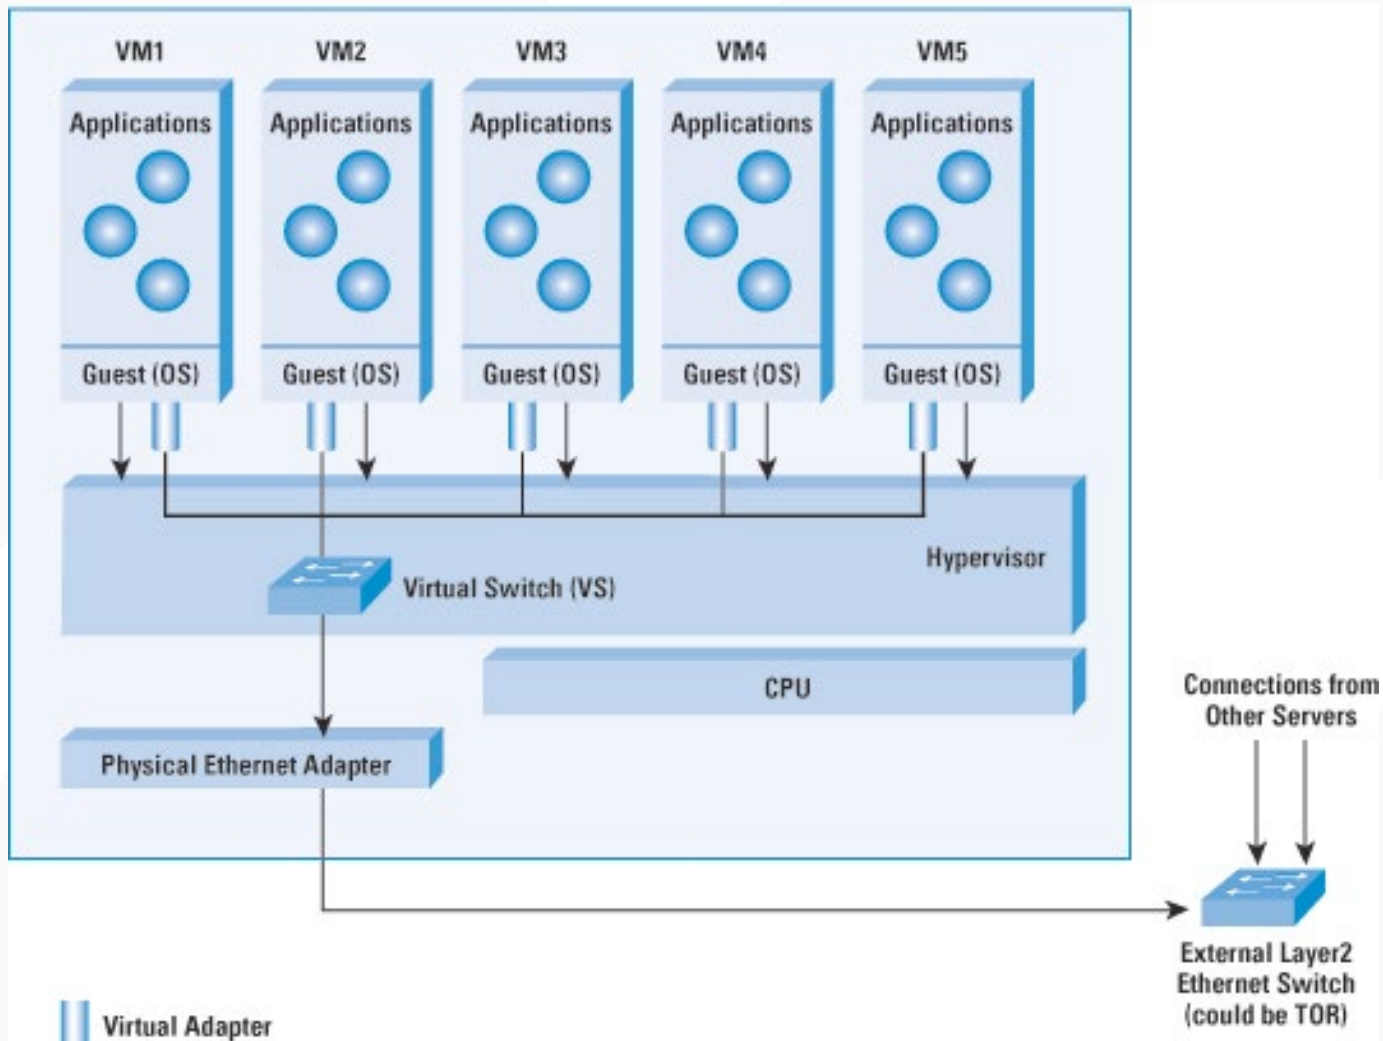 VM1
VM2
VM3
VM4
VM5
Applications
Applications
Applications
Applications
Applications
Guest (OS)
Guest (OS)
Guest (OS)
Guest (OS)
Guest (OS)
Hypervisor
Virtual Switch (VS)
CPU
Physical Ethernet Adapter
Connections from
Other Servers
External Layer2
Ethernet Switch
(could be TOR)
Virtual Adapter